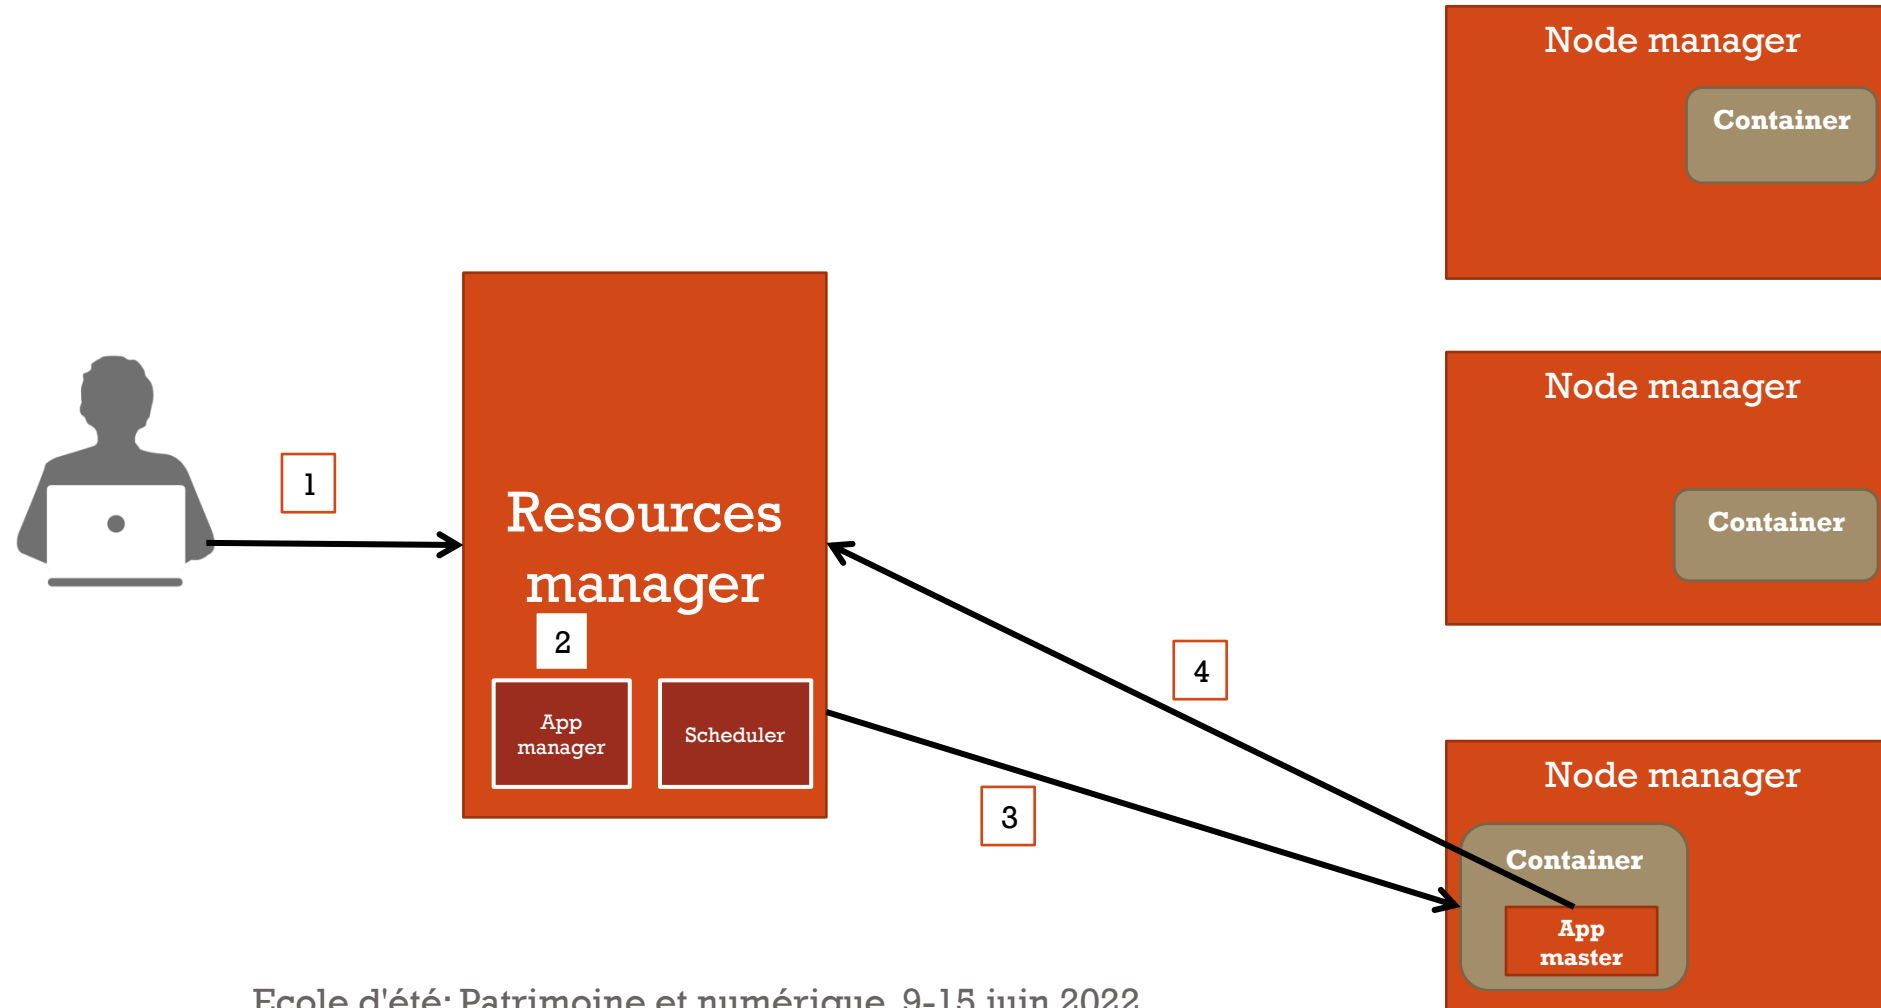 Node manager
Container
Node manager
Container
1
Resources
manager
2
App
manager
Scheduler
4
3
Node manager
Container
App
master
Ecole d'été: Patrimoine et numérique, 9-15 juin 2022